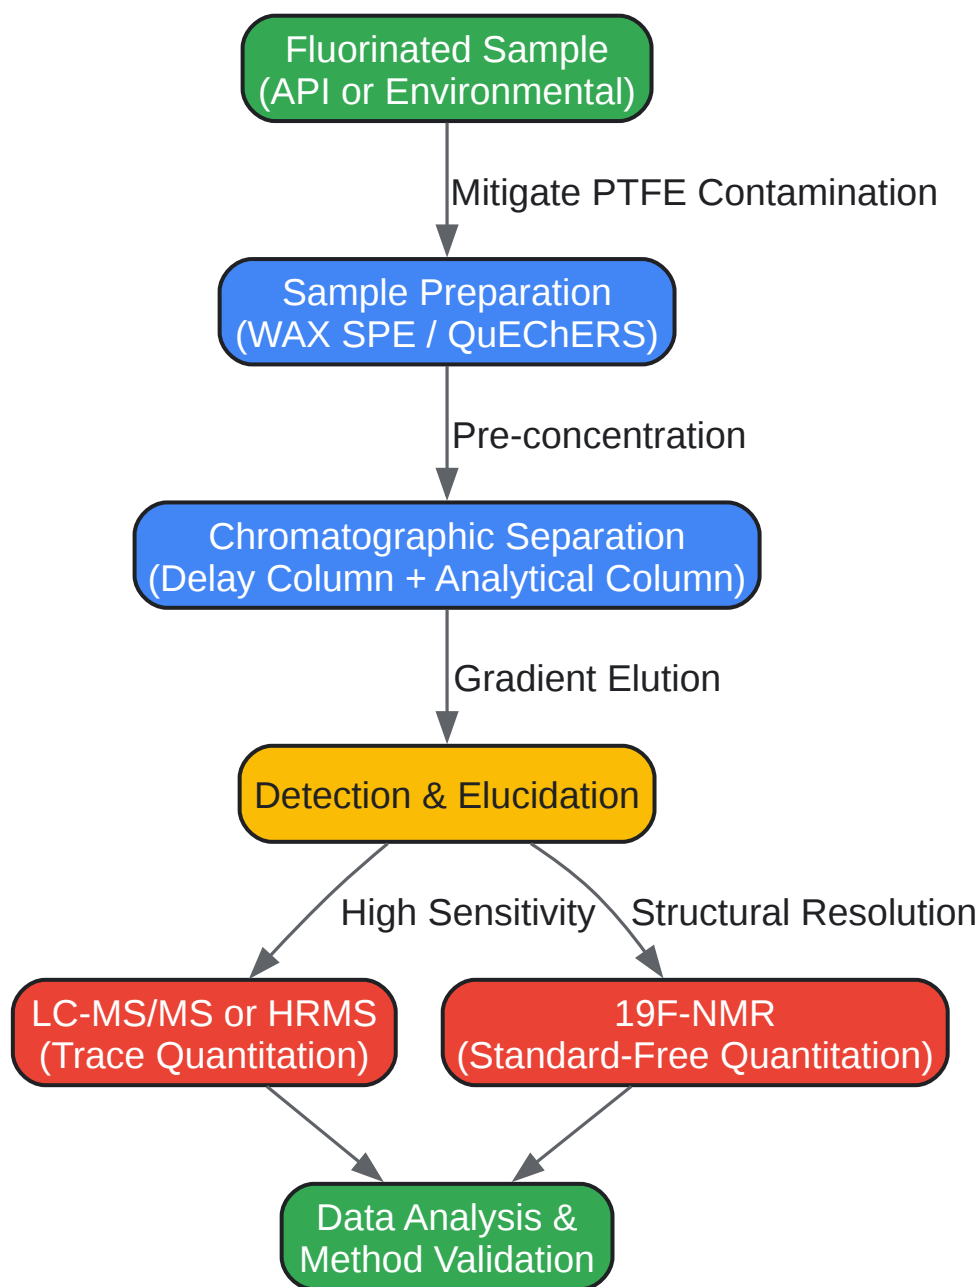 Fluorinated Sample
(API or Environmental)
Mitigate PTFE Contamination
Sample Preparation
(WAX SPE / QuEChERS)
Pre-concentration
Chromatographic Separation
(Delay Column + Analytical Column)
Gradient Elution
Detection & Elucidation
High Sensitivity
Structural Resolution
LC-MS/MS or HRMS
(Trace Quantitation)
19F-NMR
(Standard-Free Quantitation)
Data Analysis &
Method Validation